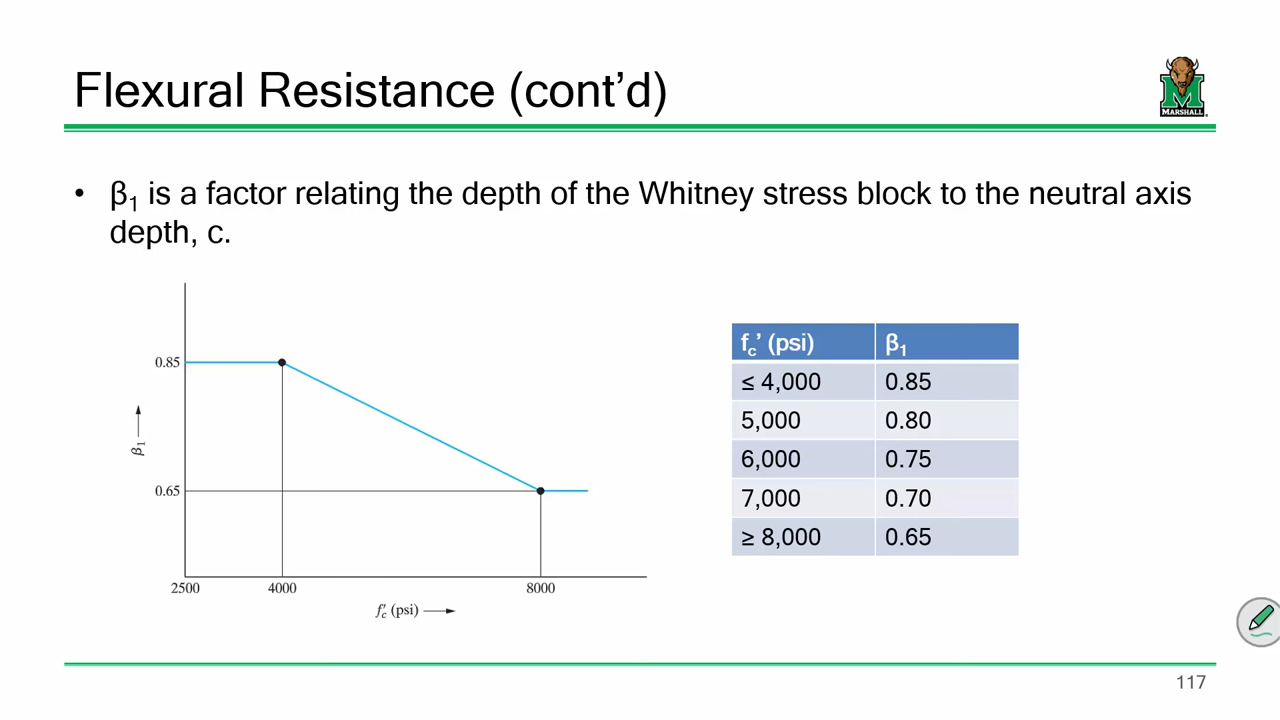 Flexural Resistance (cont’d)
MARSHALL
• β1 is a factor relating the depth of the Whitney stress block to the neutral axis
depth, c.
0.85
β1
0.65
2500 4000 8000
f′c (psi)
fc’ (psi) β1
≤ 4,000 0.85
5,000 0.80
6,000 0.75
7,000 0.70
≥ 8,000 0.65
117